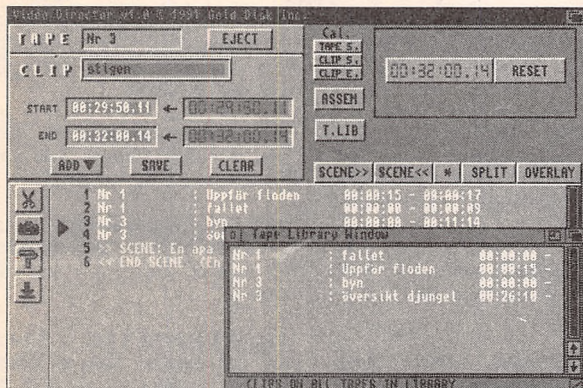 Video Director v1.0 © 1991 Gold Disk Inc.
TAPE Nr 3 EJECT
CLIP stigen
START 00:29:50.11 ← 00:29:50.11
END 00:32:00.14 ← 00:32:00.14
ADD ▼ SAVE CLEAR
Cal.
TAPE S.
CLIP S.
CLIP E.
ASSEM
T.LIB
00:32:00.14 RESET
SCENE>> SCENE<< * SPLIT OVERLAY
1 Nr 1 : Uppför floden 00:00:15 - 00:00:17
2 Nr 1 : fallet 00:00:00 - 00:00:09
3 Nr 3 : byn 00:00:00 - 00:11:14
4 Nr 3
5 >> SCENE: En apa
6 << END SCENE
Tape Library Window
Nr 1 : fallet 00:00:00 -
Nr 1 : Uppför floden 00:00:15 -
Nr 3 : byn 00:00:00 -
Nr 3 : översikt djungel 00:26:10 -
CLIPS ON ALL TAPES IN LIBRARY